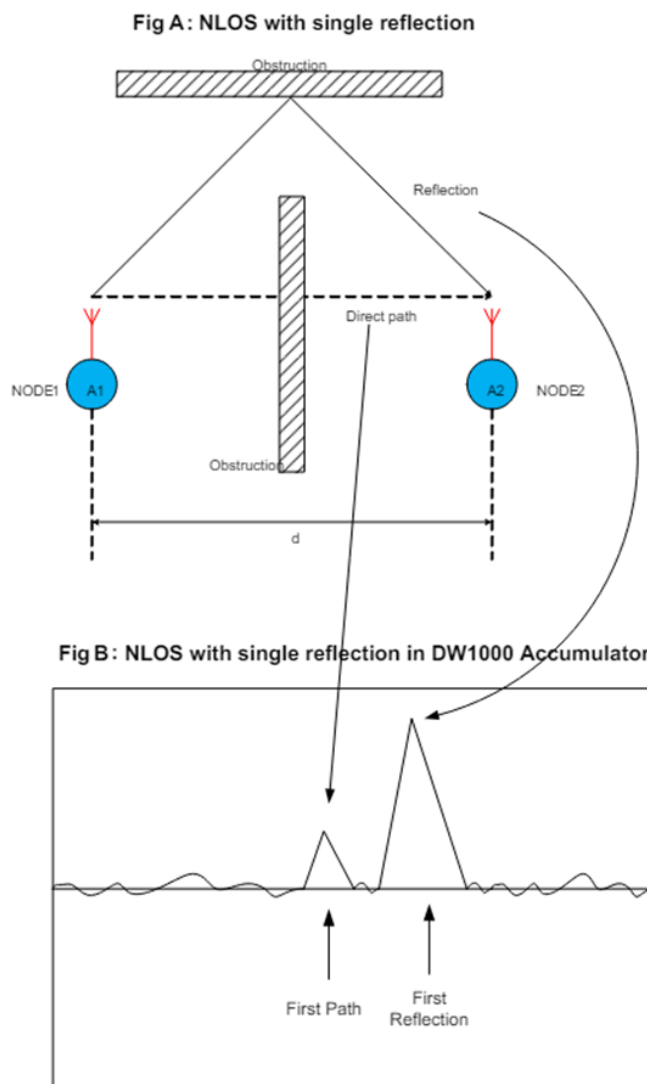 Fig A: NLOS with single reflection
Obstruction
Reflection
Direct path
NODE1
A1
A2
NODE2
Obstruction
d
Fig B: NLOS with single reflection in DW1000 Accumulator
First Path
First
Reflection